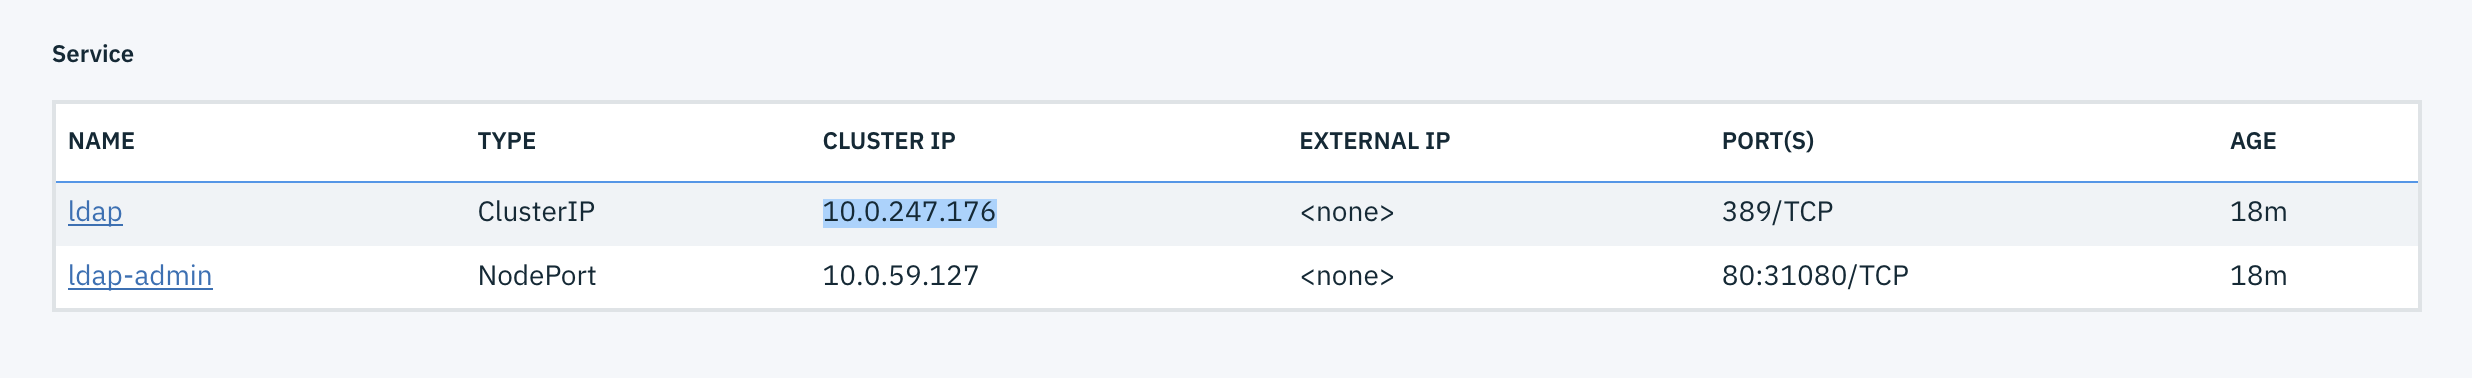 Service
NAME TYPE CLUSTER IP EXTERNAL IP PORT(S) AGE
ldap ClusterIP 10.0.247.176 <none> 389/TCP 18m
ldap-admin NodePort 10.0.59.127 <none> 80:31080/TCP 18m